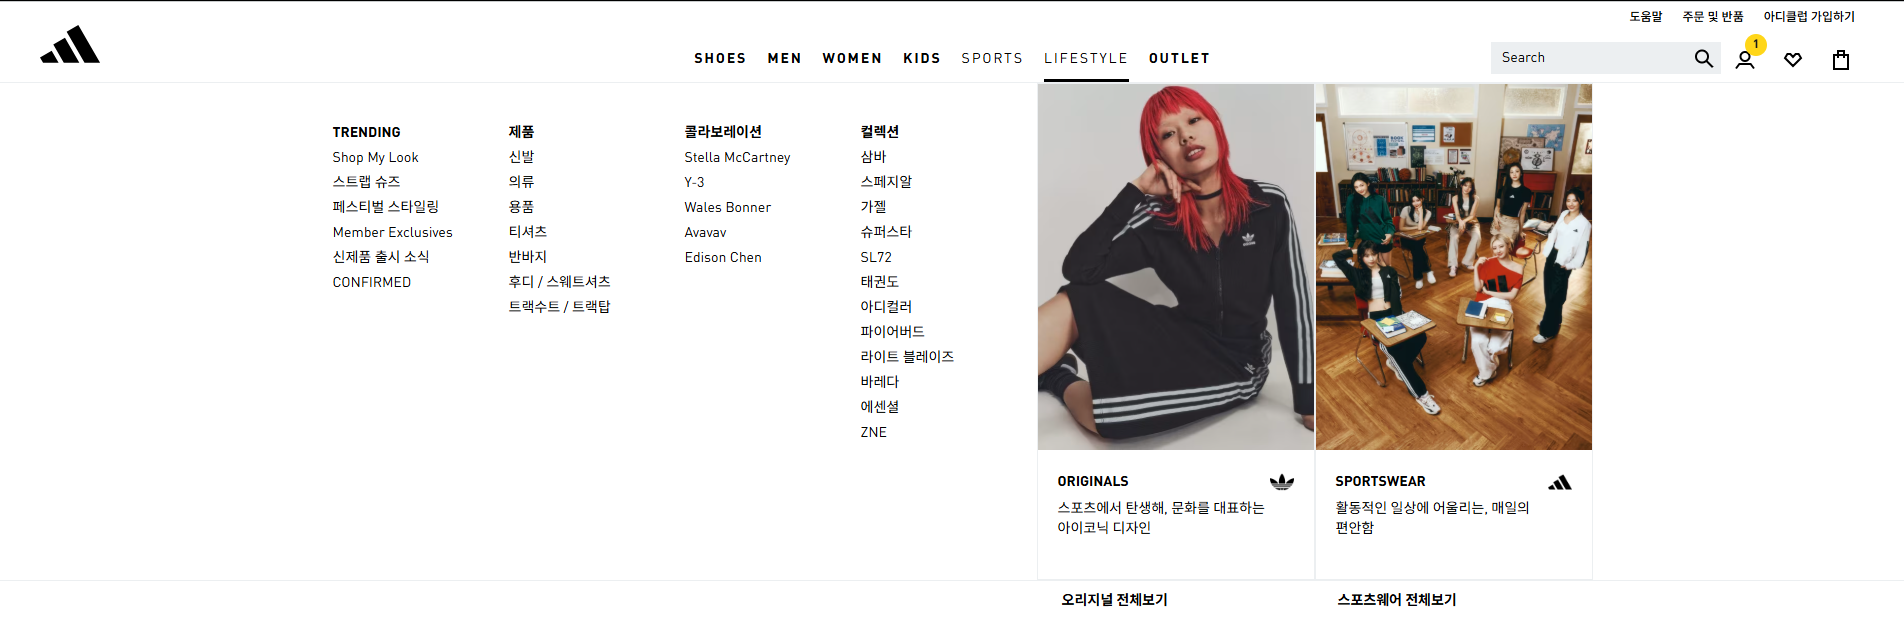 도움말 주문 및 반품 아디클럽 가입하기
SHOES MEN WOMEN KIDS SPORTS LIFESTYLE OUTLET
Search
1
TRENDING
Shop My Look
스트랩 슈즈
페스티벌 스타일링
Member Exclusives
신제품 출시 소식
CONFIRMED
제품
신발
의류
용품
티셔츠
반바지
후디 / 스웨트셔츠
트랙수트 / 트랙탑
콜라보레이션
Stella McCartney
Y-3
Wales Bonner
Avavav
Edison Chen
컬렉션
삼바
스페지알
가젤
슈퍼스타
SL72
태권도
아디컬러
파이어버드
라이트 블레이즈
바레다
에센셜
ZNE
ORIGINALS
스포츠에서 탄생해, 문화를 대표하는
아이코닉 디자인
SPORTSWEAR
활동적인 일상에 어울리는, 매일의
편안함
오리지널 전체보기
스포츠웨어 전체보기